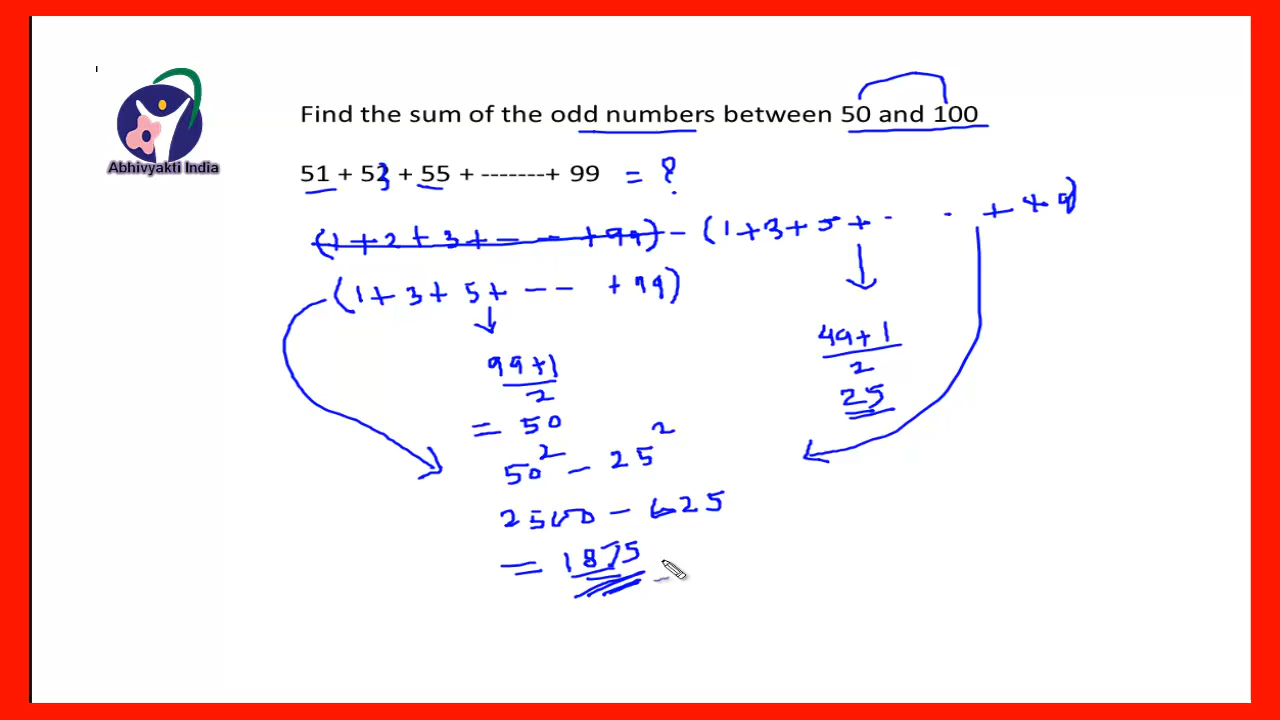 Abhivyakti India
Find the sum of the odd numbers between 50 and 100
51 + 53 + 55 + -------+ 99 = ?
(1+2+3+--+99) - (1+3+5+-- +49)
(1+3+5+-- +99)
99+1
2
= 50
49+1
2
25
50² - 25²
2500 - 625
= 1875